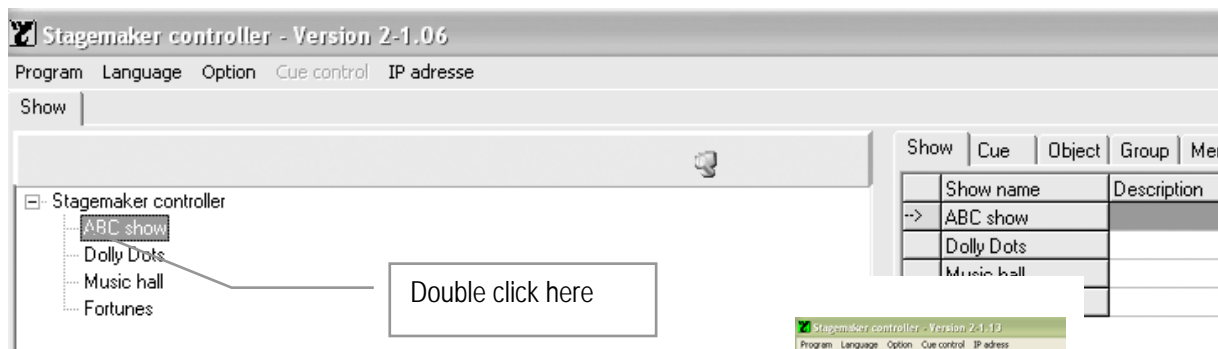 Stagemaker controller - Version 2-1.06
Program Language Option Cue control IP adresse
Show
Show Cue Object Group
Show name Description
Stagemaker controller
--> ABC show
ABC show
Dolly Dots
Dolly Dots
Music hall
Music hall
Fortunes
Double click here
Stagemaker controller - Version 2-1.13
Program Language Option Cue control IP adress